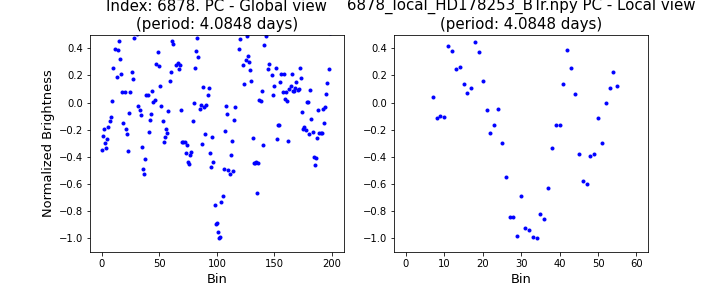 Index: 6878. PC - Global view
(period: 4.0848 days)
6878_local_HD178253_BTr.npy PC - Local view
(period: 4.0848 days)
Normalized Brightness
0.4
0.2
0.0
−0.2
−0.4
−0.6
−0.8
−1.0
0 50 100 150 200
Bin
0.4
0.2
0.0
−0.2
−0.4
−0.6
−0.8
−1.0
0 10 20 30 40 50 60
Bin